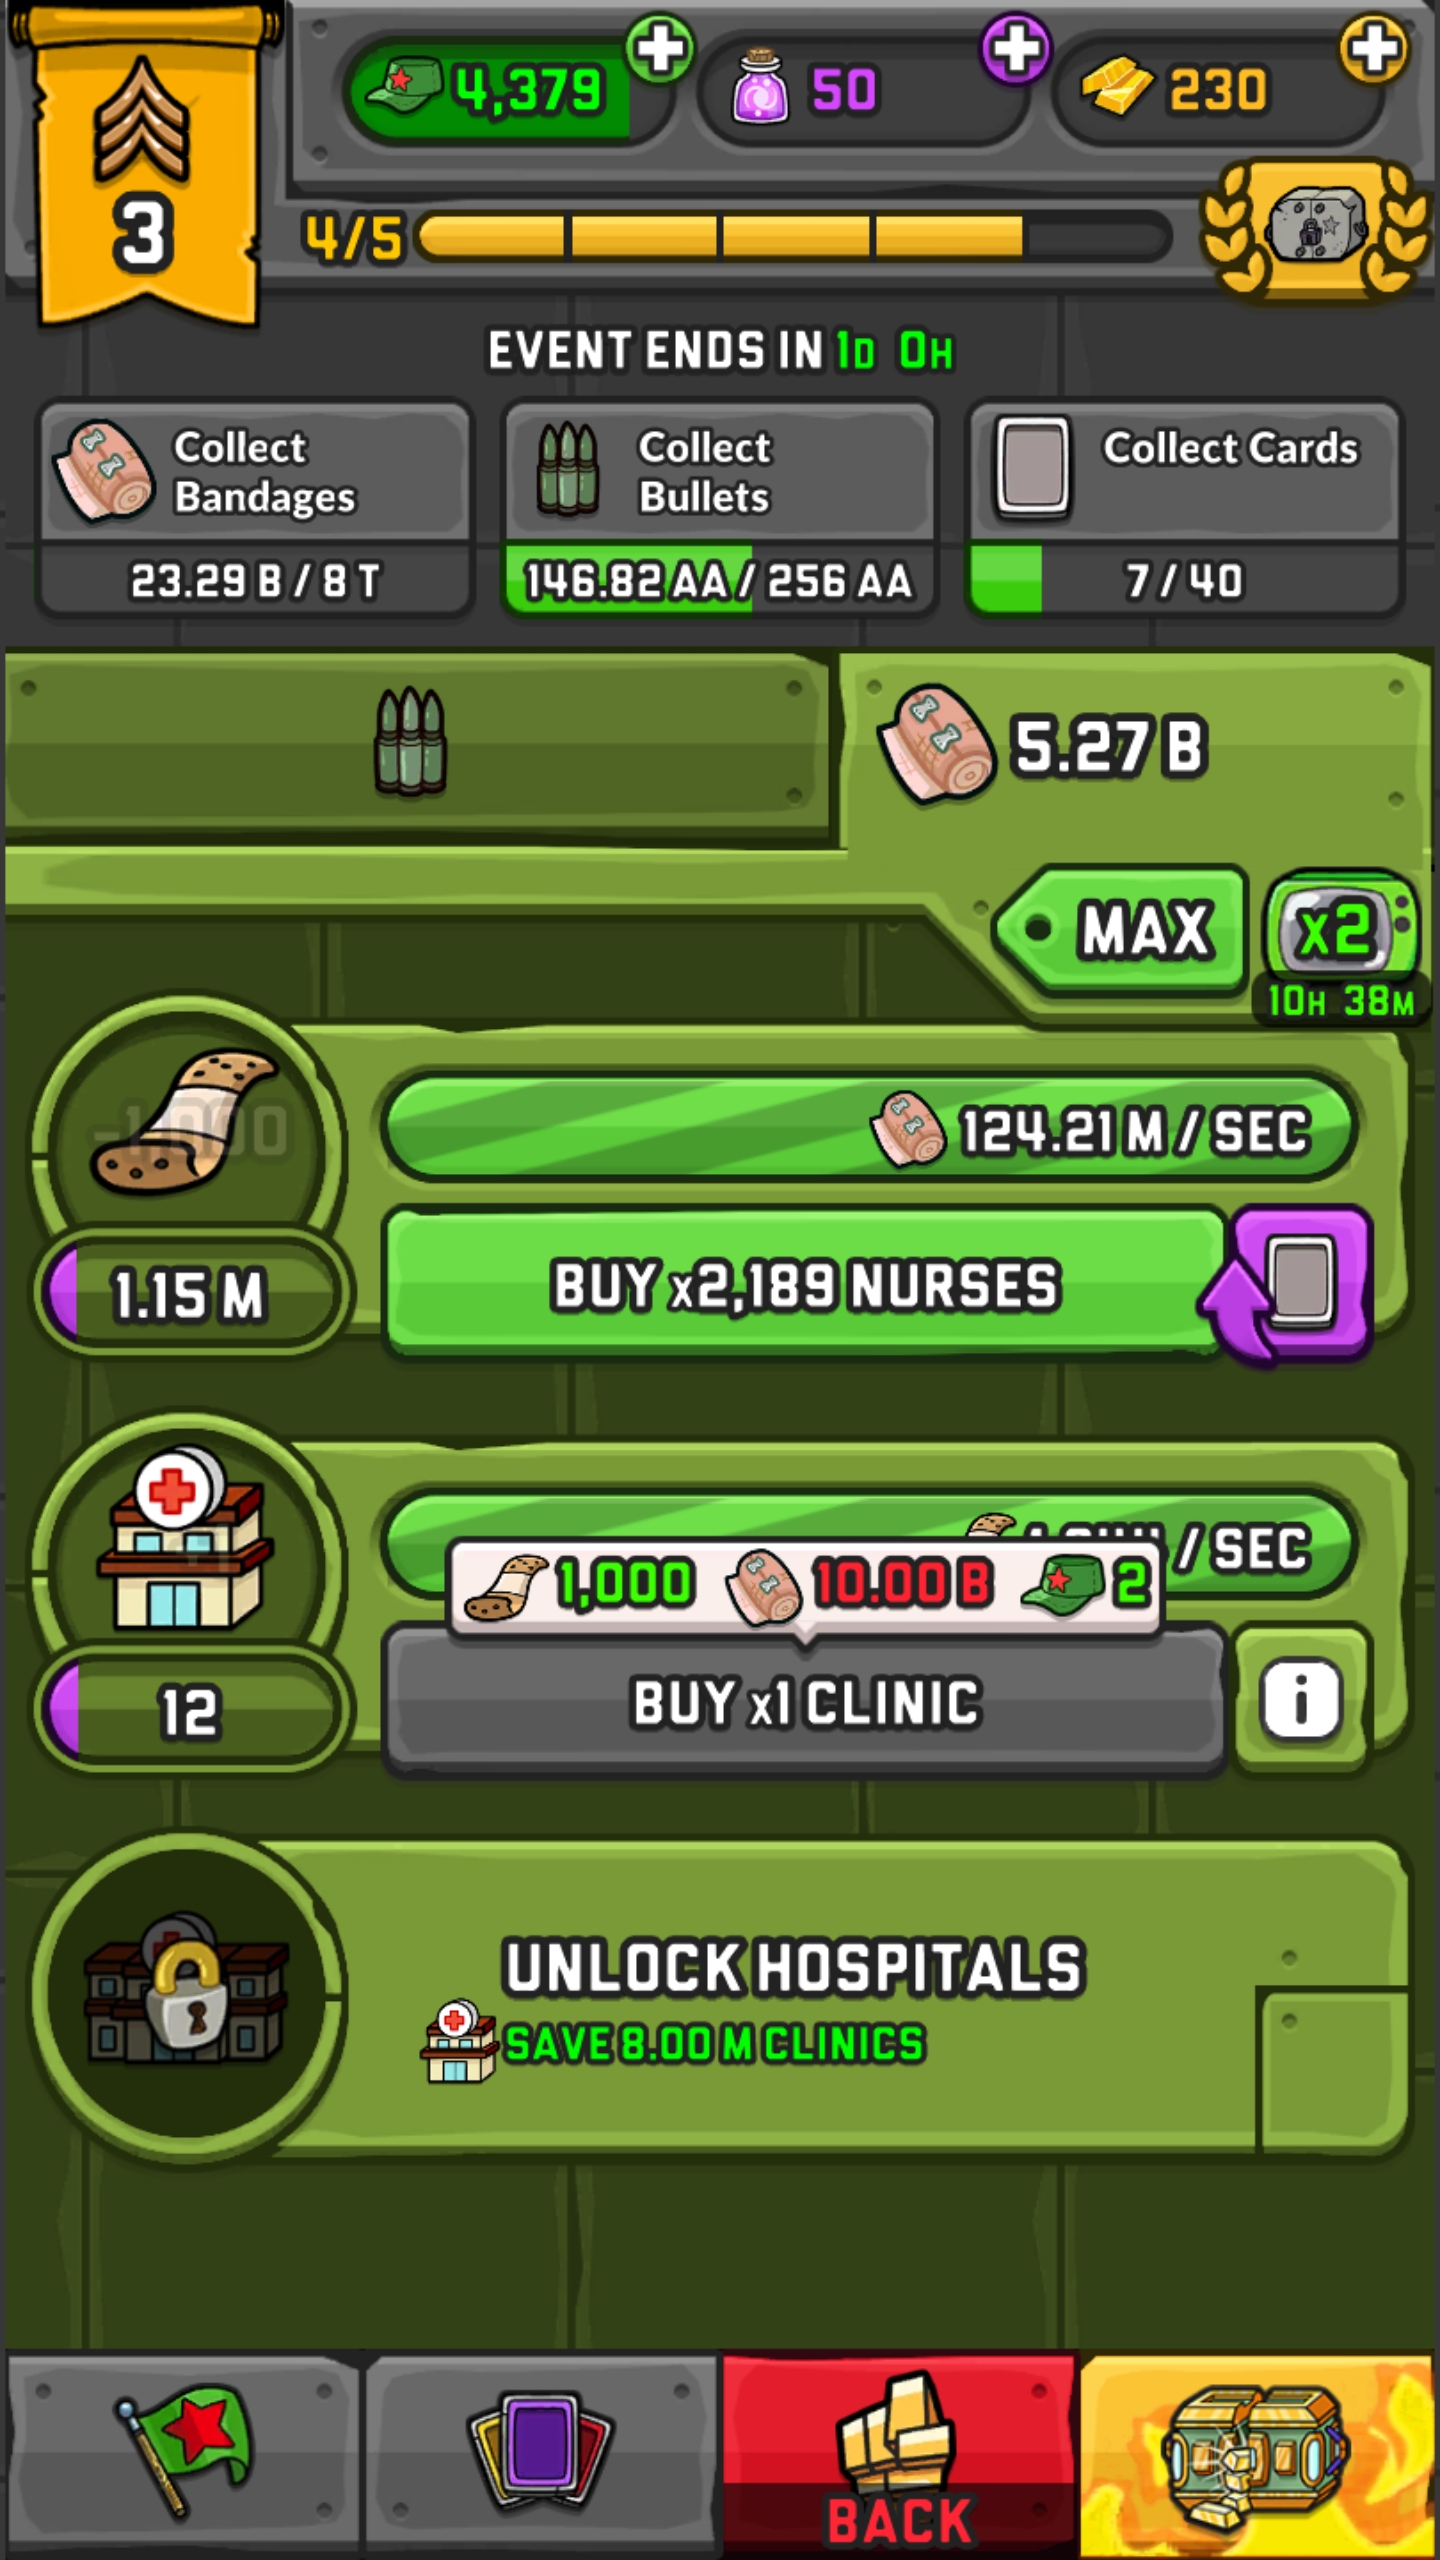 4,379
50
230
3
4/5
EVENT ENDS IN 1D 0H
Collect
Bandages
23.29 B / 8 T
Collect
Bullets
146.82 AA / 256 AA
Collect Cards
7 / 40
5.27 B
MAX
x2
10H 38M
-1,000
124.21 M / SEC
1.15 M
BUY x2,189 NURSES
/ SEC
1,000
10.00 B
2
12
BUY x1 CLINIC
i
UNLOCK HOSPITALS
SAVE 8.00 M CLINICS
BACK